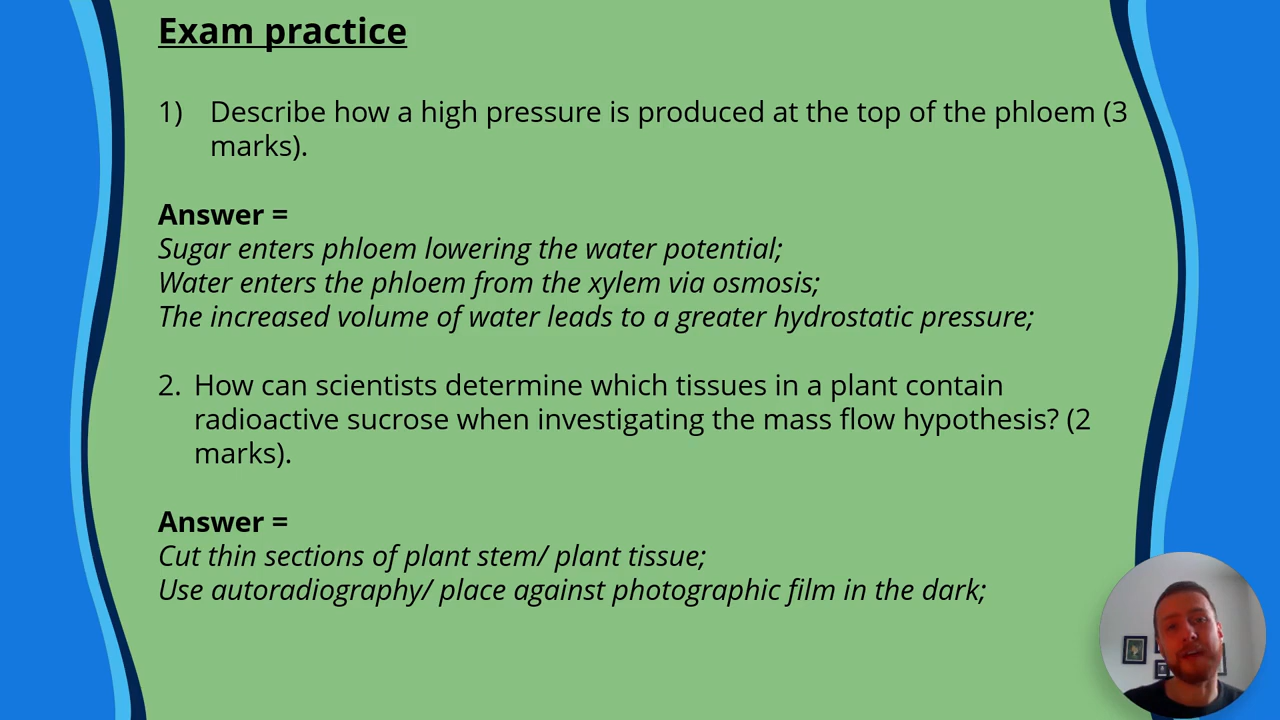 Exam practice
1) Describe how a high pressure is produced at the top of the phloem (3
marks).
Answer =
Sugar enters phloem lowering the water potential;
Water enters the phloem from the xylem via osmosis;
The increased volume of water leads to a greater hydrostatic pressure;
2. How can scientists determine which tissues in a plant contain
radioactive sucrose when investigating the mass flow hypothesis? (2
marks).
Answer =
Cut thin sections of plant stem/ plant tissue;
Use autoradiography/ place against photographic film in the dark;